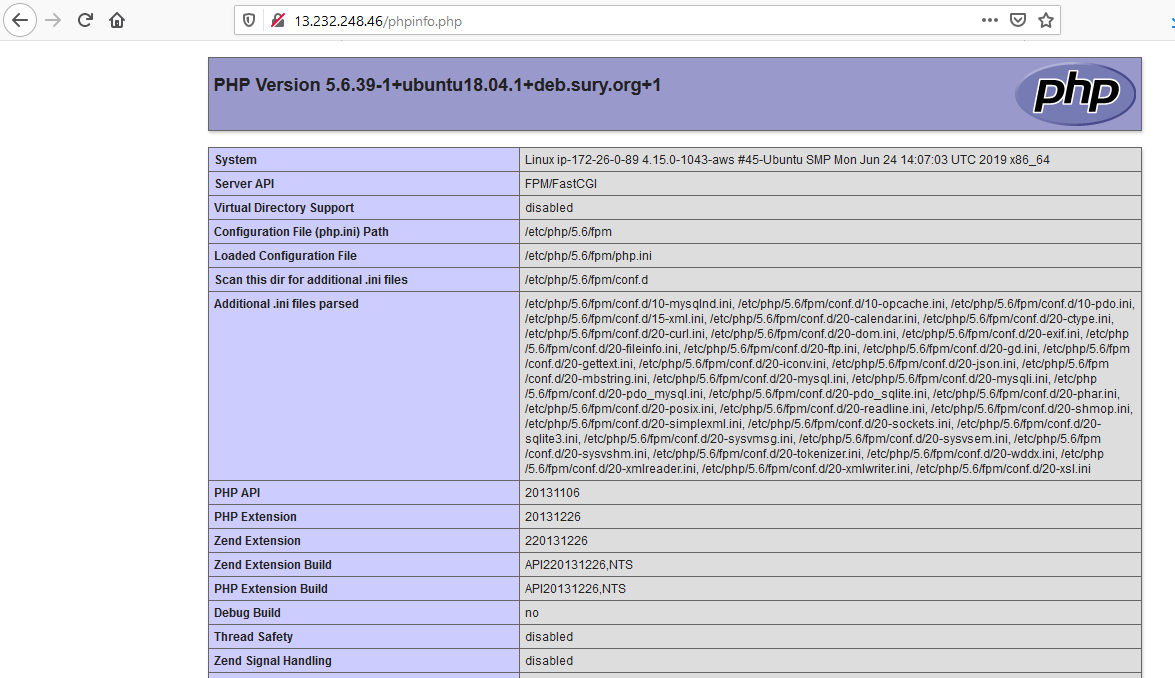 13.232.248.46/phpinfo.php
PHP Version 5.6.39-1+ubuntu18.04.1+deb.sury.org+1
php
System Linux ip-172-26-0-89 4.15.0-1043-aws #45-Ubuntu SMP Mon Jun 24 14:07:03 UTC 2019 x86_64
Server API FPM/FastCGI
Virtual Directory Support disabled
Configuration File (php.ini) Path /etc/php/5.6/fpm
Loaded Configuration File /etc/php/5.6/fpm/php.ini
Scan this dir for additional .ini files /etc/php/5.6/fpm/conf.d
Additional .ini files parsed /etc/php/5.6/fpm/conf.d/10-mysqlnd.ini, /etc/php/5.6/fpm/conf.d/10-opcache.ini, /etc/php/5.6/fpm/conf.d/10-pdo.ini,
/etc/php/5.6/fpm/conf.d/15-xml.ini, /etc/php/5.6/fpm/conf.d/20-calendar.ini, /etc/php/5.6/fpm/conf.d/20-ctype.ini,
/etc/php/5.6/fpm/conf.d/20-curl.ini, /etc/php/5.6/fpm/conf.d/20-dom.ini, /etc/php/5.6/fpm/conf.d/20-exif.ini, /etc/php
/5.6/fpm/conf.d/20-fileinfo.ini, /etc/php/5.6/fpm/conf.d/20-ftp.ini, /etc/php/5.6/fpm/conf.d/20-gd.ini, /etc/php/5.6/fpm
/conf.d/20-gettext.ini, /etc/php/5.6/fpm/conf.d/20-iconv.ini, /etc/php/5.6/fpm/conf.d/20-json.ini, /etc/php/5.6/fpm
/conf.d/20-mbstring.ini, /etc/php/5.6/fpm/conf.d/20-mysql.ini, /etc/php/5.6/fpm/conf.d/20-mysqli.ini, /etc/php
/5.6/fpm/conf.d/20-pdo_mysql.ini, /etc/php/5.6/fpm/conf.d/20-pdo_sqlite.ini, /etc/php/5.6/fpm/conf.d/20-phar.ini,
/etc/php/5.6/fpm/conf.d/20-posix.ini, /etc/php/5.6/fpm/conf.d/20-readline.ini, /etc/php/5.6/fpm/conf.d/20-shmop.ini,
/etc/php/5.6/fpm/conf.d/20-simplexml.ini, /etc/php/5.6/fpm/conf.d/20-sockets.ini, /etc/php/5.6/fpm/conf.d/20-
sqlite3.ini, /etc/php/5.6/fpm/conf.d/20-sysvmsg.ini, /etc/php/5.6/fpm/conf.d/20-sysvsem.ini, /etc/php/5.6/fpm
/conf.d/20-sysvshm.ini, /etc/php/5.6/fpm/conf.d/20-tokenizer.ini, /etc/php/5.6/fpm/conf.d/20-wddx.ini, /etc/php
/5.6/fpm/conf.d/20-xmlreader.ini, /etc/php/5.6/fpm/conf.d/20-xmlwriter.ini, /etc/php/5.6/fpm/conf.d/20-xsl.ini
PHP API 20131106
PHP Extension 20131226
Zend Extension 220131226
Zend Extension Build API220131226,NTS
PHP Extension Build API20131226,NTS
Debug Build no
Thread Safety disabled
Zend Signal Handling disabled